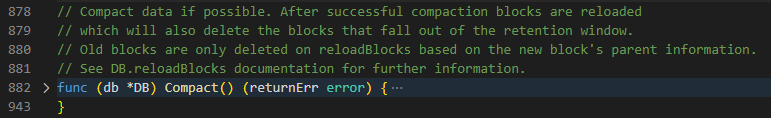 878 // Compact data if possible. After successful compaction blocks are reloaded
879 // which will also delete the blocks that fall out of the retention window.
880 // Old blocks are only deleted on reloadBlocks based on the new block's parent information.
881 // See DB.reloadBlocks documentation for further information.
882 > func (db *DB) Compact() (returnErr error) {···
943 }